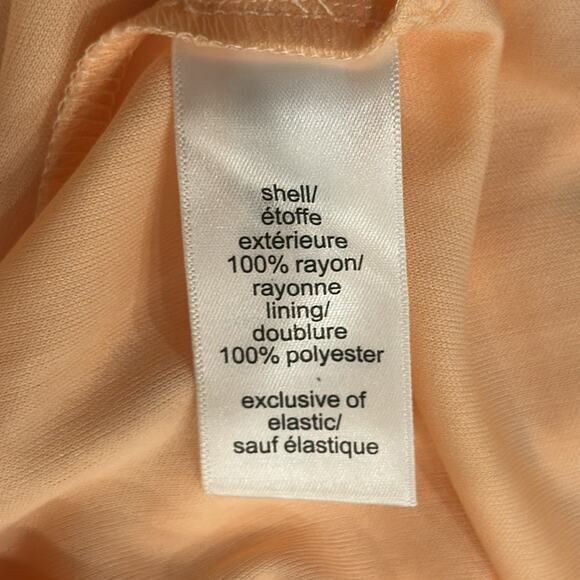 shell/
étoffe
extérieure
100% rayon/
rayonne
lining/
doublure
100% polyester
exclusive of
elastic/
sauf élastique